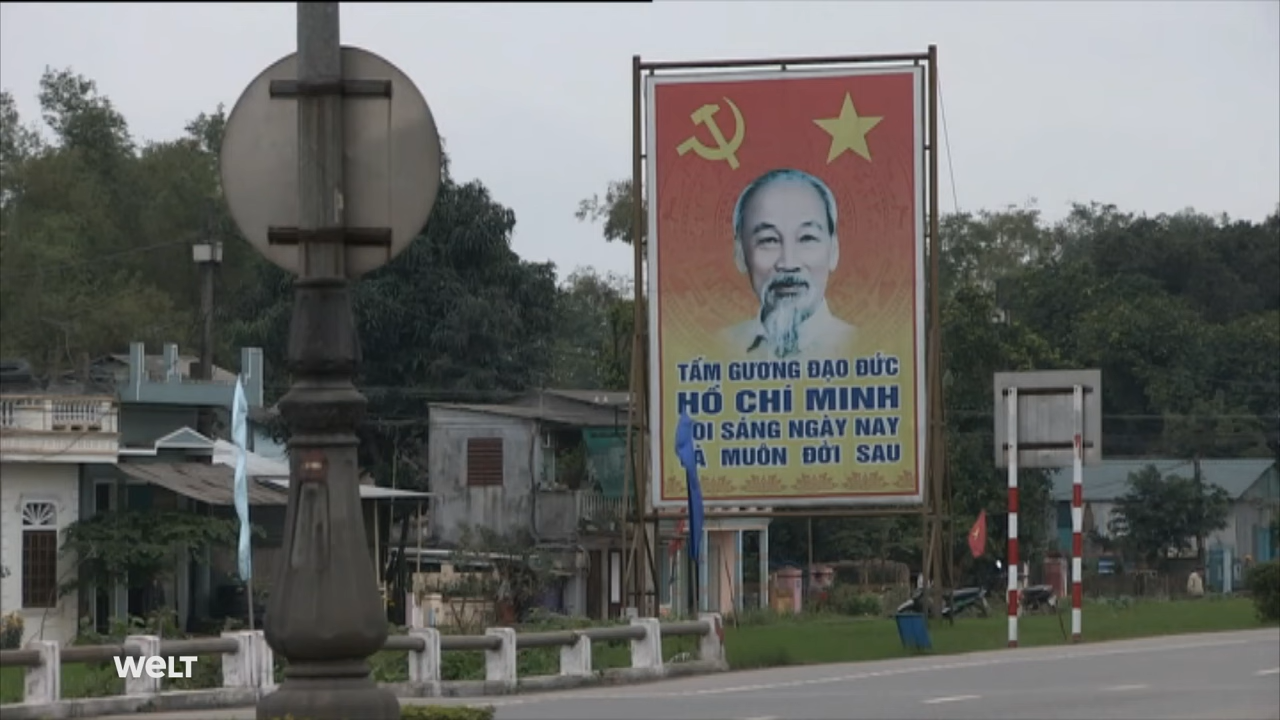 TẤM GƯƠNG ĐẠO ĐỨC
HỒ CHÍ MINH
SÁNG NGÀY NAY
MUÔN ĐỜI SAU
welt